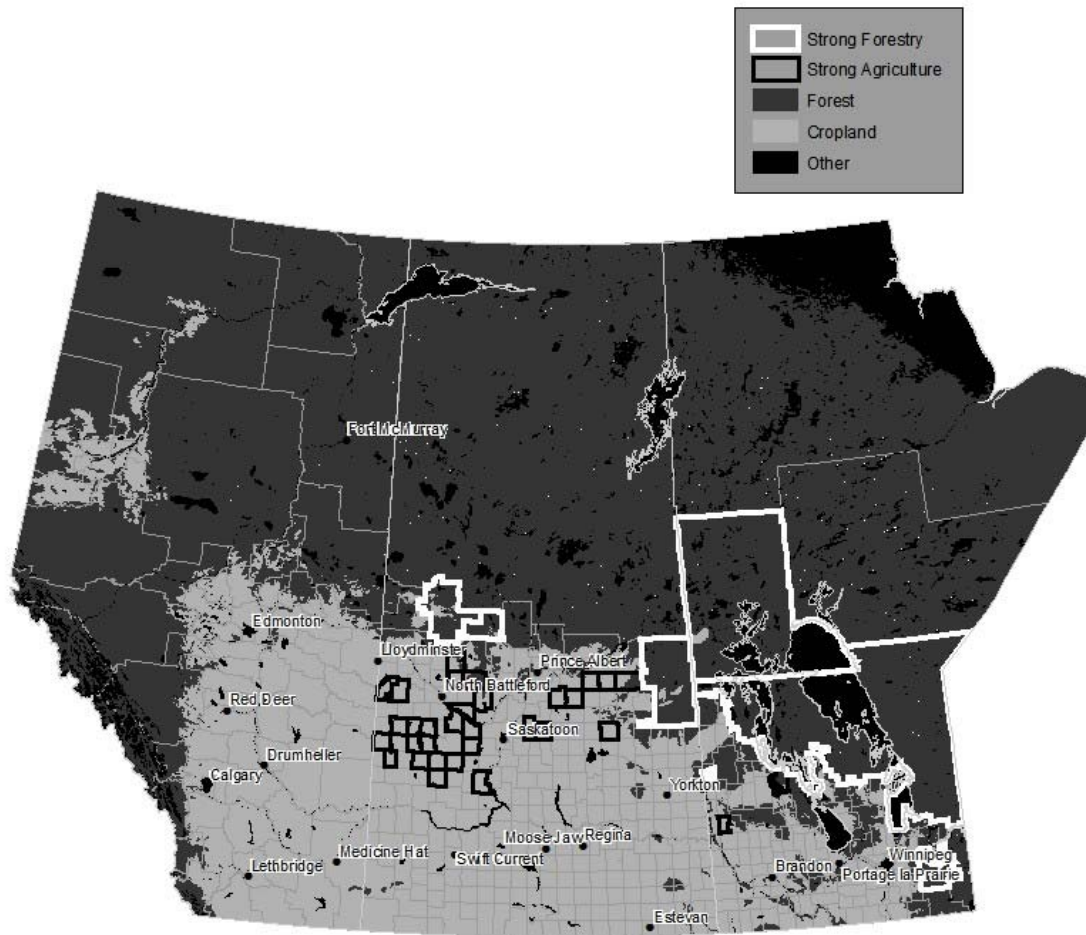 Strong Forestry
Strong Agriculture
Forest
Cropland
Other
Fort McMurray
Edmonton
Lloydminster
Prince Albert
North Battleford
Red Deer
Saskatoon
Drumheller
Calgary
Yorkton
Moose Jaw
Regina
Medicine Hat
Swift Current
Winnipeg
Lethbridge
Brandon
Portage la Prairie
Estevan